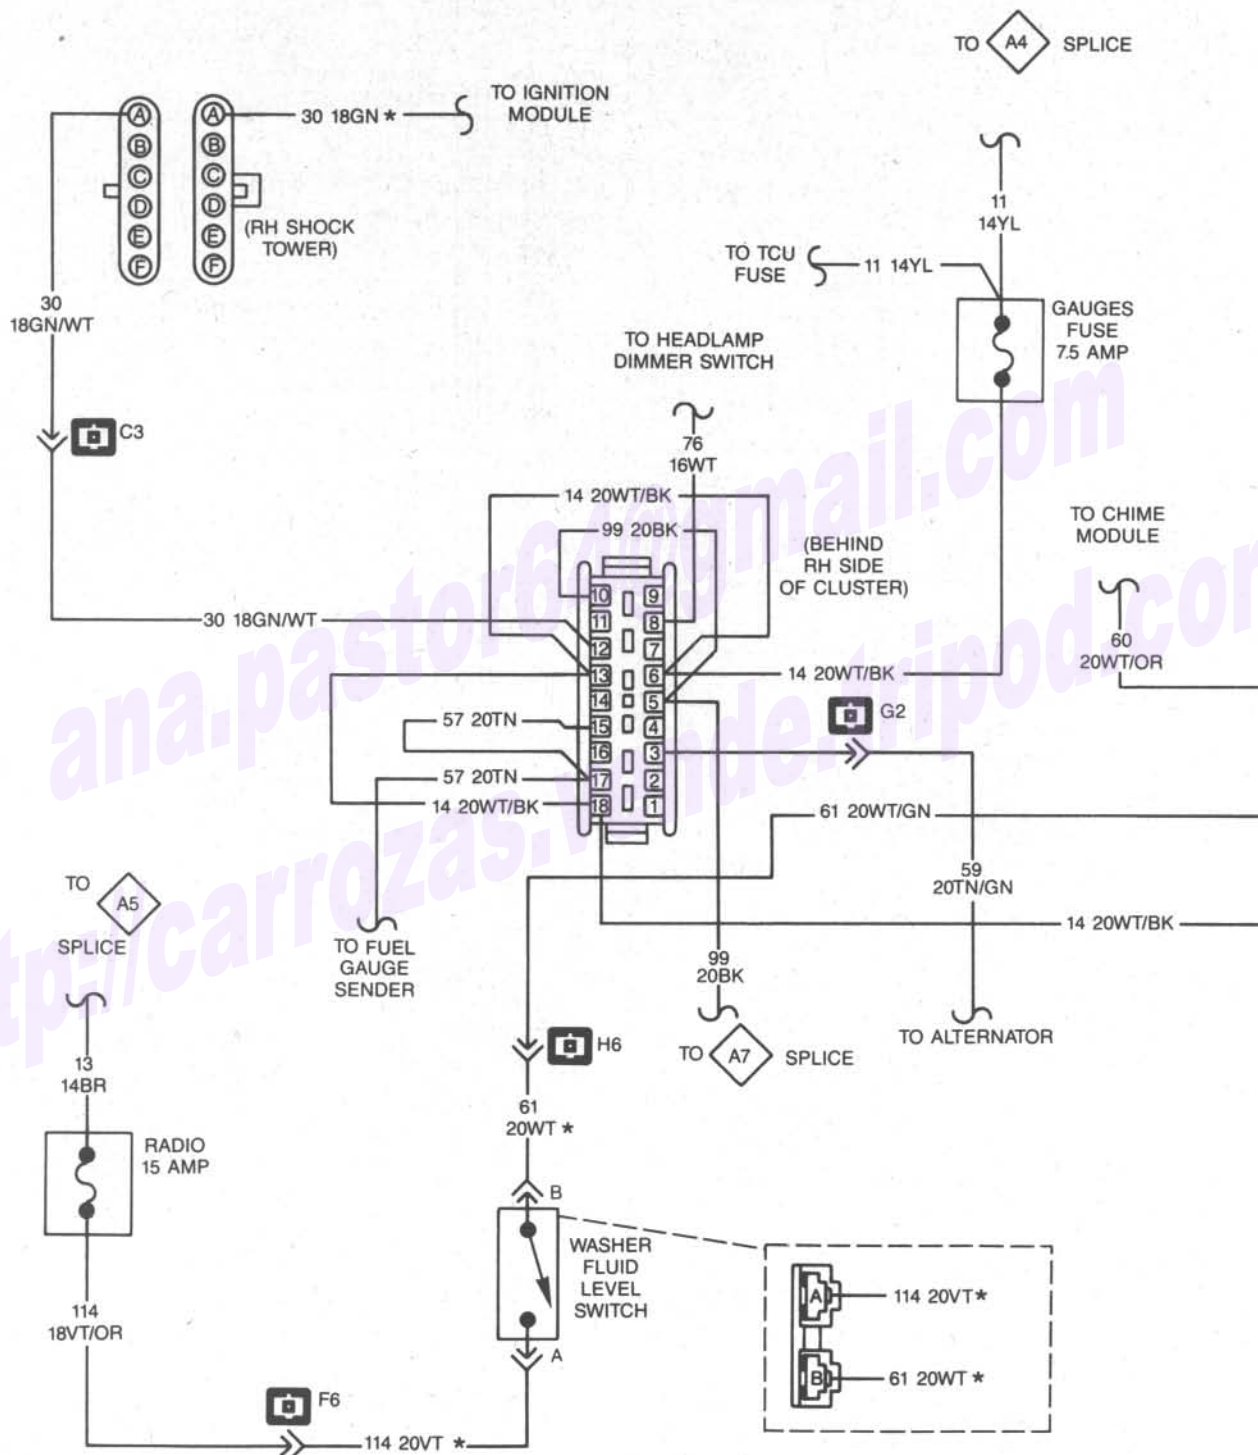 TO A4 SPLICE
TO IGNITION
MODULE
A
B
C
D
E
F
A
B
C
D
E
F
30 18GN *
(RH SHOCK
TOWER)
11
14YL
TO TCU
FUSE
11 14YL
30
18GN/WT
GAUGES
FUSE
7.5 AMP
TO HEADLAMP
DIMMER SWITCH
C3
76
16WT
14 20WT/BK
99 20BK
(BEHIND
RH SIDE
OF CLUSTER)
TO CHIME
MODULE
60
20WT/OR
30 18GN/WT
10
11
12
13
14
15
16
17
18
9
8
7
6
5
4
3
2
1
14 20WT/BK
G2
57 20TN
57 20TN
14 20WT/BK
61 20WT/GN
59
20TN/GN
14 20WT/BK
TO A5
SPLICE
TO FUEL
GAUGE
SENDER
99
20BK
TO A7 SPLICE
TO ALTERNATOR
H6
13
14BR
61
20WT *
RADIO
15 AMP
B
WASHER
FLUID
LEVEL
SWITCH
A
A 114 20VT *
B 61 20WT *
114
18VT/OR
F6
114 20VT *
ana.pastor64@gmail.com
tp://carrozas.vende.tripod.com